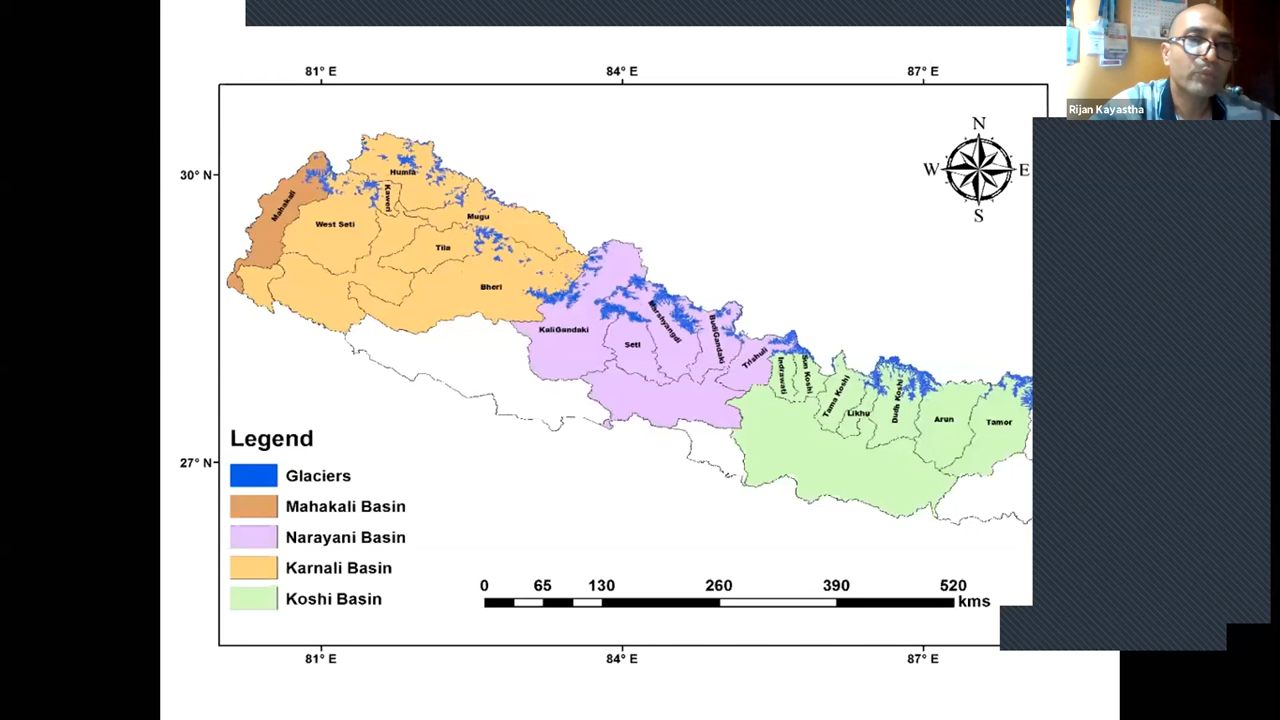 81° E
84° E
87° E
Rijan Kayastha
30° N
27° N
N
W
E
S
Humla
Kaweri
Mahakali
West Seti
Mugu
Tila
Bheri
KaliGandaki
Seti
Marshyangdi
BudiGandaki
Trishuli
Indrawati
Sun Koshi
Tama Koshi
Likhu
Dudh Koshi
Arun
Tamor
Legend
Glaciers
Mahakali Basin
Narayani Basin
Karnali Basin
Koshi Basin
0 65 130 260 390 520
kms
81° E
84° E
87° E